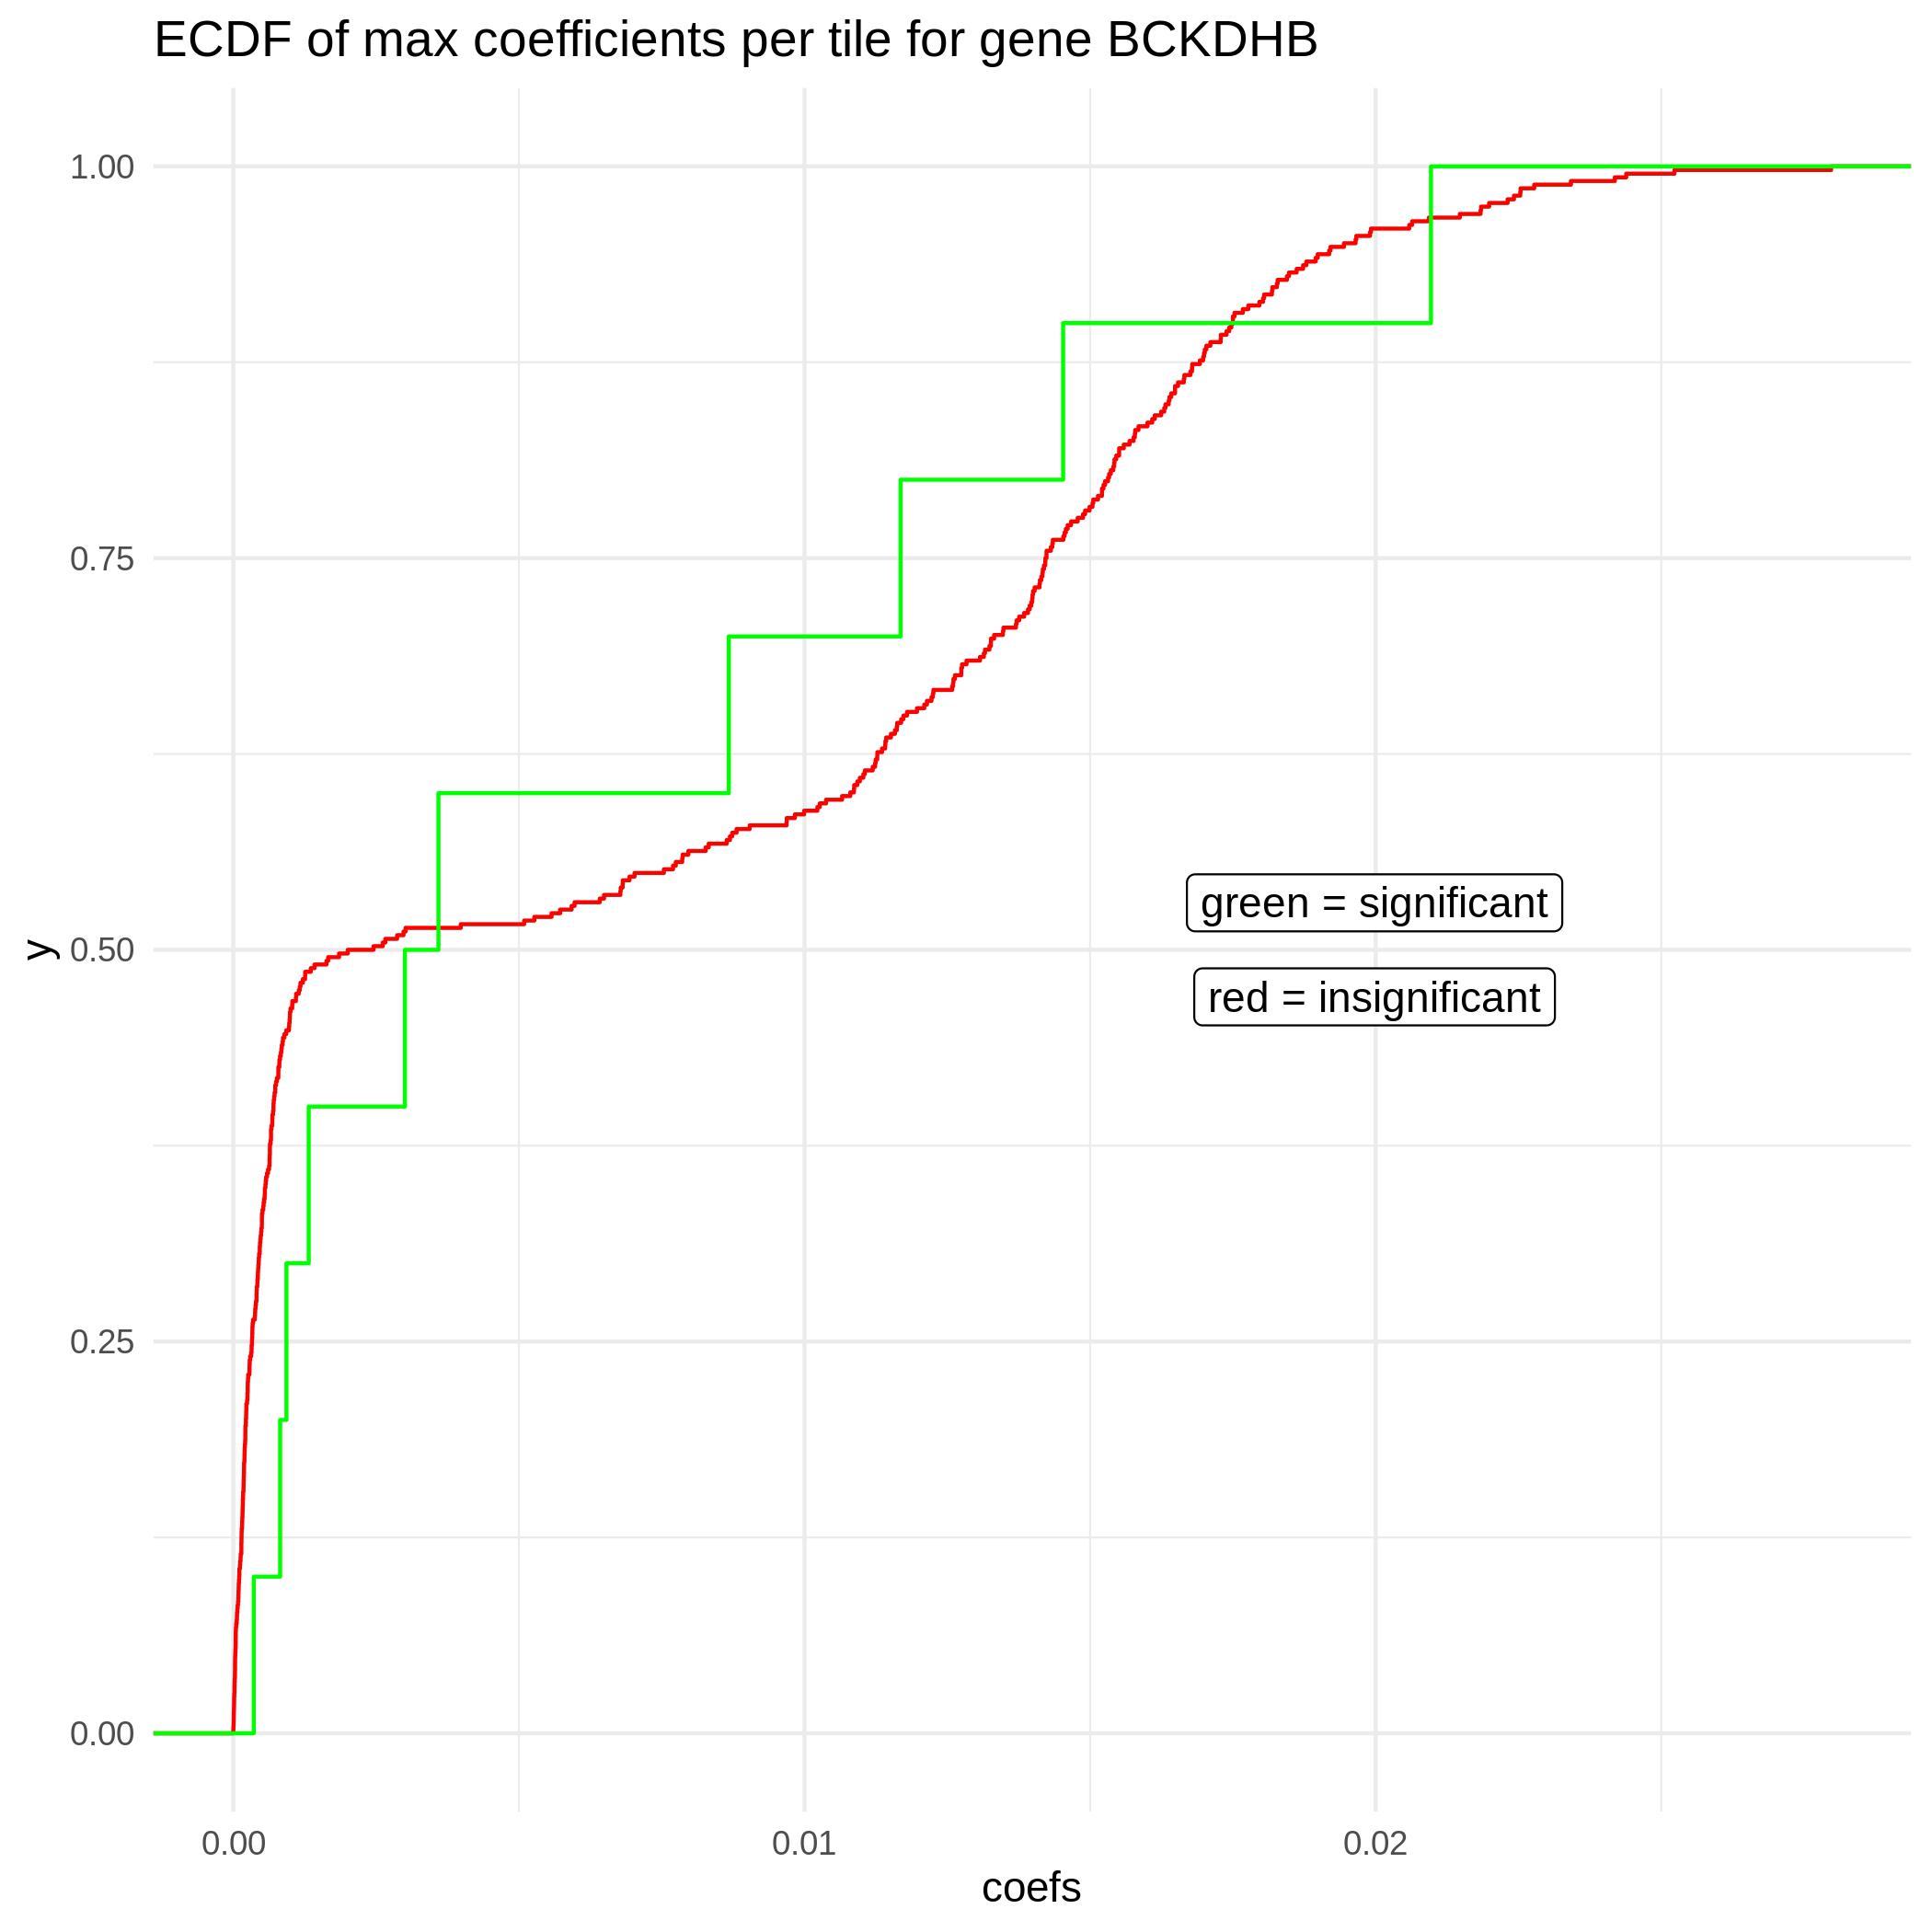 ECDF of max coefficients per tile for gene BCKDHB
1.00
0.75
0.50
0.25
0.00
y
green = significant
red = insignificant
0.00 0.01 0.02
coefs